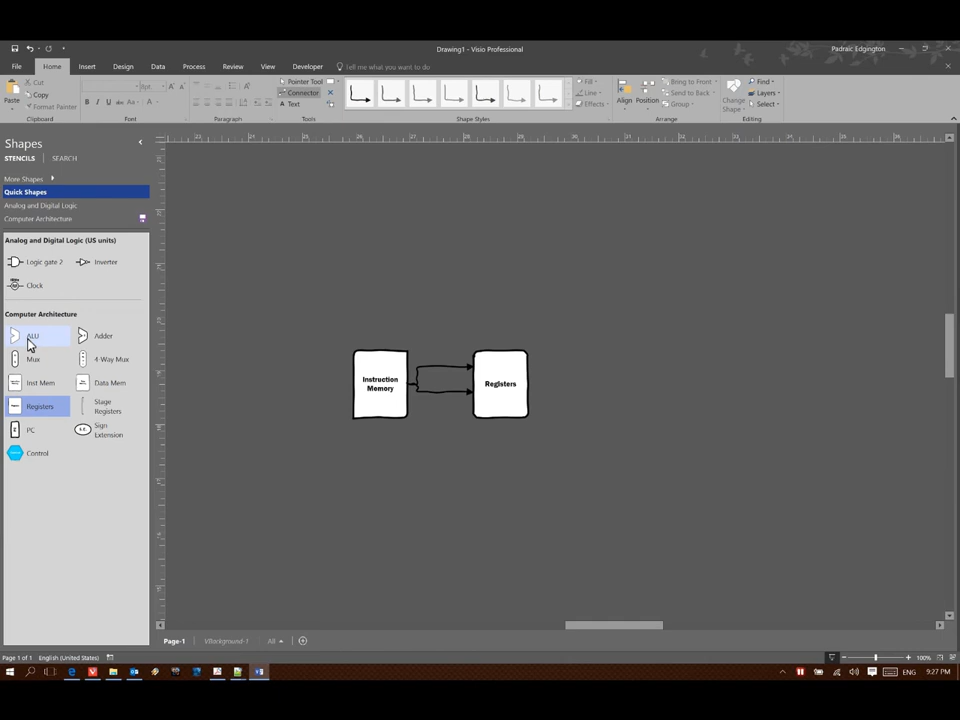 Drawing1 - Visio Professional
Padraic Edgington
File Home Insert Design Data Process Review View Developer Tell me what you want to do
Cut
Copy
Format Painter
Paste
Clipboard
8pt.
B I U abc Aa A
Font
Paragraph
Pointer Tool
Connector
Text
Tools
Shape Styles
Fill
Line
Effects
Align
Position
Bring to Front
Send to Back
Group
Arrange
Change
Shape
Find
Layers
Select
Editing
Shapes
STENCILS SEARCH
More Shapes
Quick Shapes
Analog and Digital Logic
Computer Architecture
Analog and Digital Logic (US units)
Logic gate 2 Inverter
Clock
Computer Architecture
ALU Adder
Mux 4-Way Mux
Inst Mem Data Mem
Registers Stage Registers
PC Sign Extension
S.E.
Control
Instruction
Memory
Registers
Page-1 VBackground-1 All
Page 1 of 1 English (United States)
100%
ENG 9:27 PM